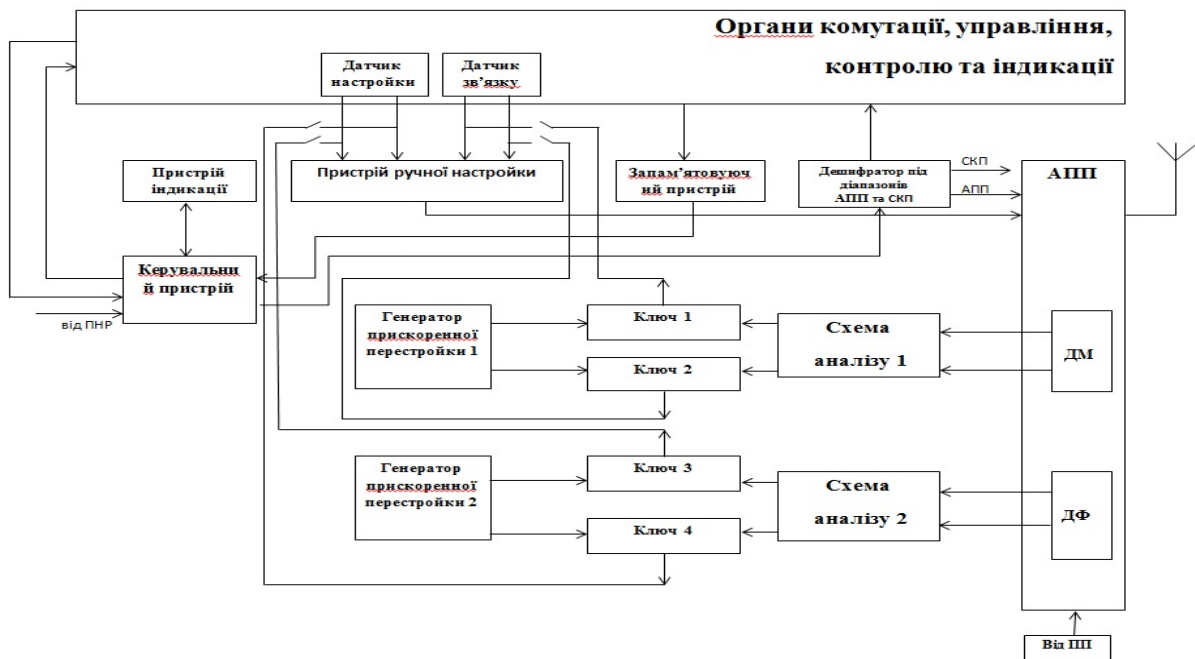 Органи комутації, управління,
контролю та індикації
Датчик
настройки
Датчик
зв’язку
Пристрій
індикації
Пристрій ручної настройки
Запам’ятовуюч
ий пристрій
Дешифратор під
діапазонів
АПП та СКП
СКП
АПП
АПП
Керувальни
й пристрій
від ПНР
Генератор
прискоренної
перестройки 1
Ключ 1
Ключ 2
Схема
аналізу 1
ДМ
Генератор
прискоренної
перестройки 2
Ключ 3
Ключ 4
Схема
аналізу 2
ДФ
Від ПП